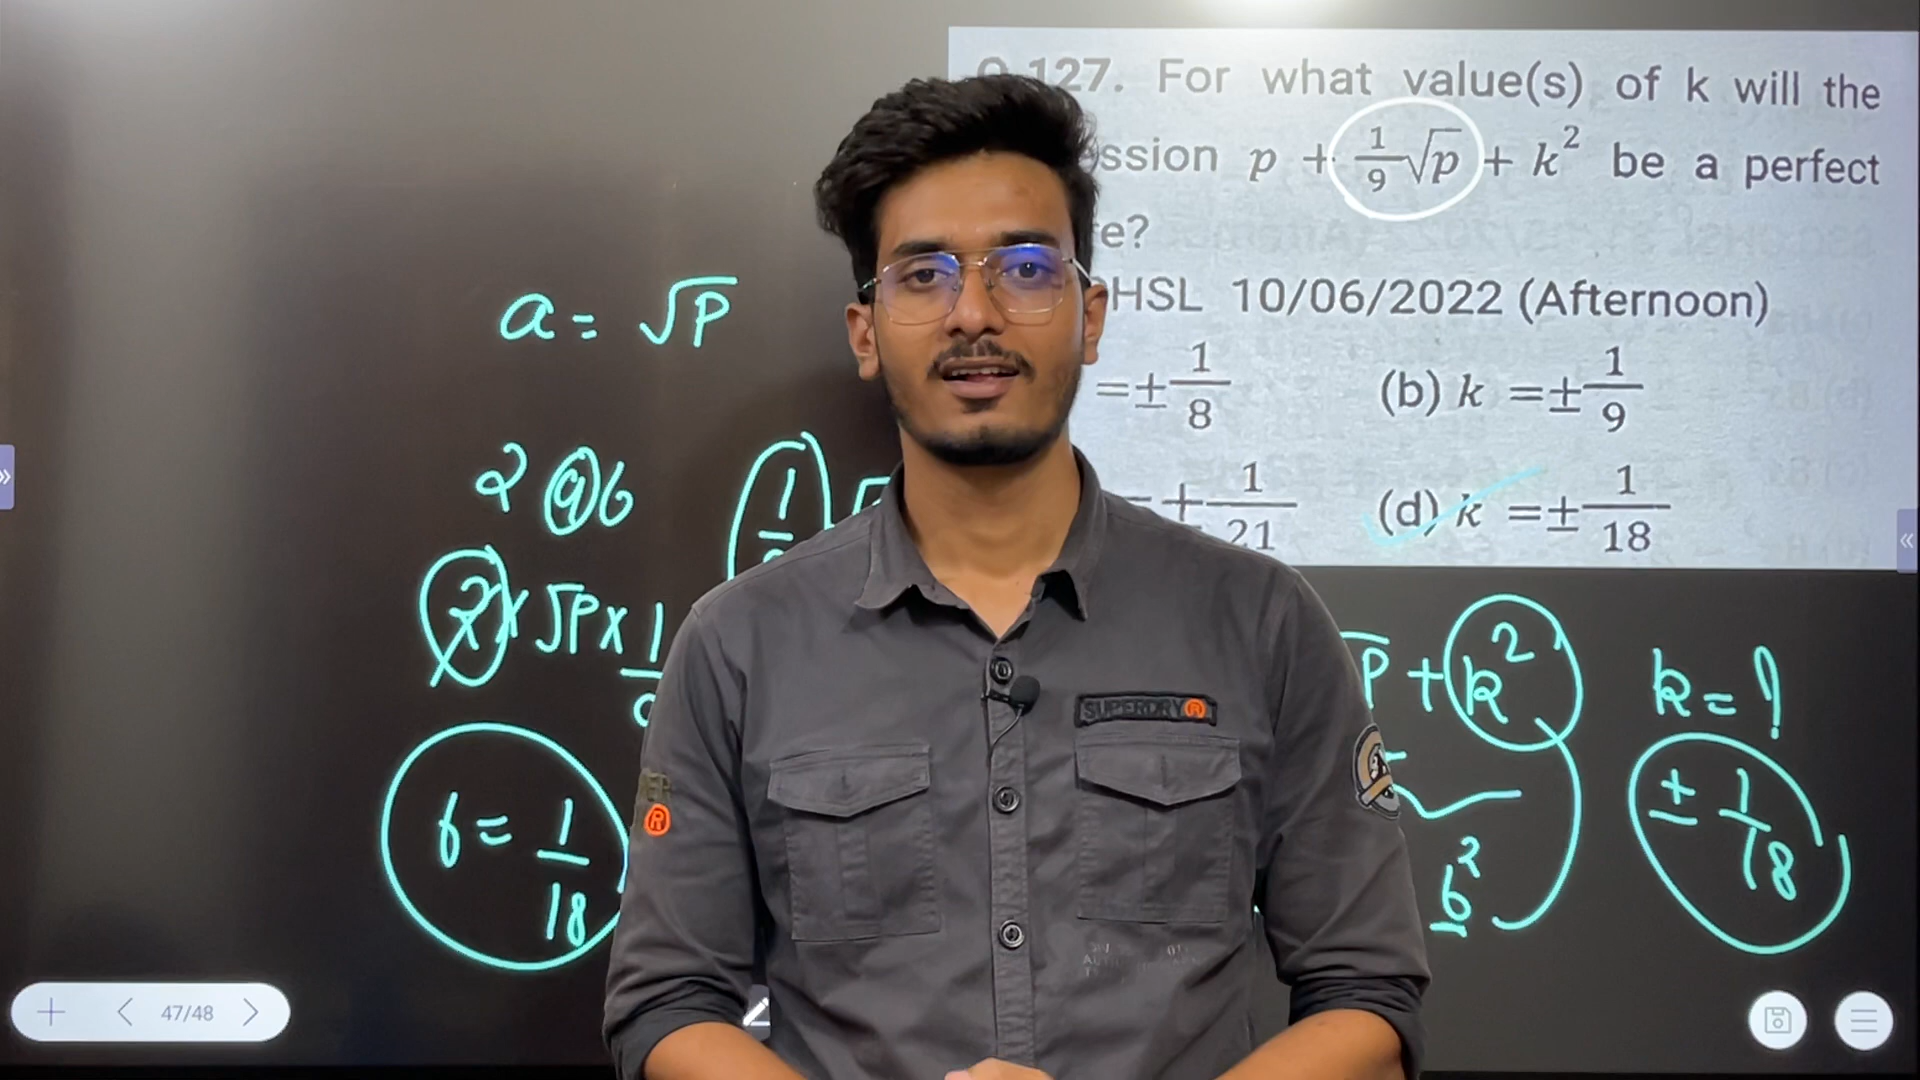 127. For what value(s) of k will the
ssion p + 1/9 √p + k² be a perfect
e?
HSL 10/06/2022 (Afternoon)
= ± 1/8 (b) k = ± 1/9
± 1/21 (d) k = ± 1/18
a = √p
2ab
2 × √p × 1
b = 1/18
p + k² k = ?
± 1/18
b²
SUPERDRY
47/48